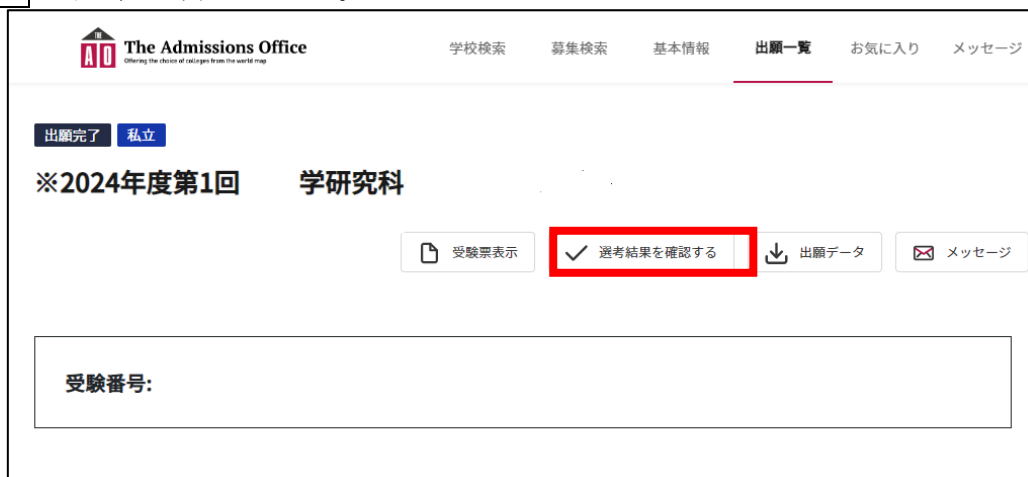 The Admissions Office
Offering the choice of colleges from the world map
学校検索 募集検索 基本情報 出願一覧 お気に入り メッセージ
出願完了 私立
※2024年度第1回 学研究科
受験票表示 選考結果を確認する 出願データ メッセージ
受験番号: